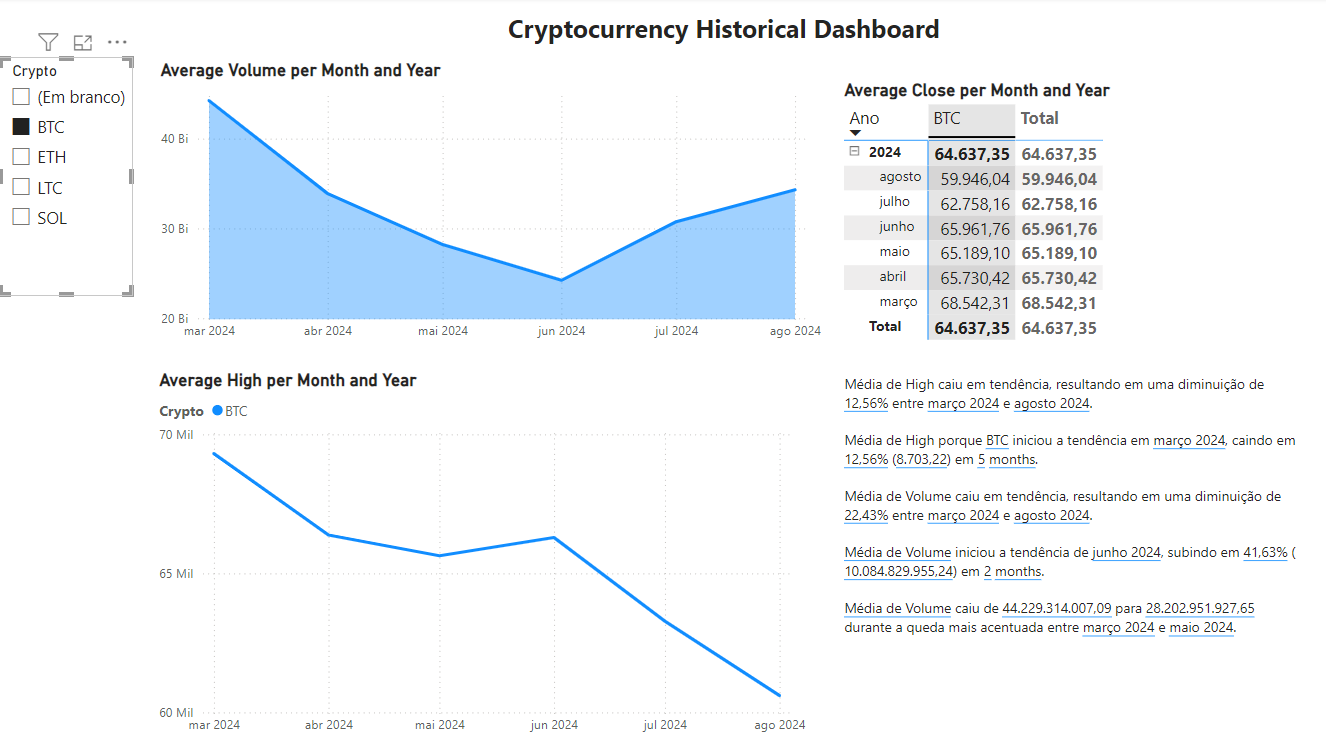 Cryptocurrency Historical Dashboard
Crypto
(Em branco)
BTC
ETH
LTC
SOL
Average Volume per Month and Year
40 Bi
30 Bi
20 Bi
mar 2024 abr 2024 mai 2024 jun 2024 jul 2024 ago 2024
Average High per Month and Year
Crypto BTC
70 Mil
65 Mil
60 Mil
mar 2024 abr 2024 mai 2024 jun 2024 jul 2024 ago 2024
Average Close per Month and Year
Ano BTC Total
2024 64.637,35 64.637,35
agosto 59.946,04 59.946,04
julho 62.758,16 62.758,16
junho 65.961,76 65.961,76
maio 65.189,10 65.189,10
abril 65.730,42 65.730,42
março 68.542,31 68.542,31
Total 64.637,35 64.637,35
Média de High caiu em tendência, resultando em uma diminuição de
12,56% entre março 2024 e agosto 2024.
Média de High porque BTC iniciou a tendência em março 2024, caindo em
12,56% (8.703,22) em 5 months.
Média de Volume caiu em tendência, resultando em uma diminuição de
22,43% entre março 2024 e agosto 2024.
Média de Volume iniciou a tendência de junho 2024, subindo em 41,63% (
10.084.829.955,24) em 2 months.
Média de Volume caiu de 44.229.314.007,09 para 28.202.951.927,65
durante a queda mais acentuada entre março 2024 e maio 2024.